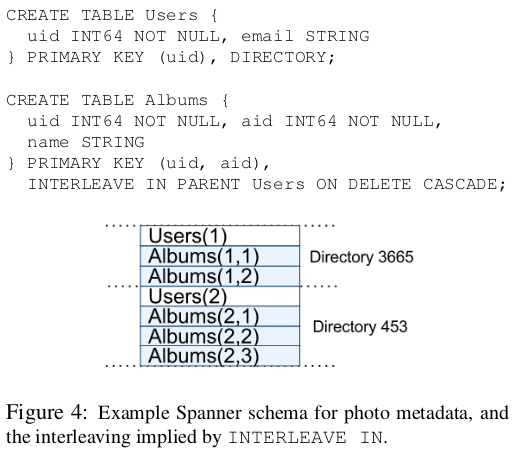 CREATE TABLE Users {
  uid INT64 NOT NULL, email STRING
} PRIMARY KEY (uid), DIRECTORY;

CREATE TABLE Albums {
  uid INT64 NOT NULL, aid INT64 NOT NULL,
  name STRING
} PRIMARY KEY (uid, aid),
  INTERLEAVE IN PARENT Users ON DELETE CASCADE;

Users(1)
Albums(1,1)
Directory 3665
Albums(1,2)
Users(2)
Albums(2,1)
Directory 453
Albums(2,2)
Albums(2,3)

Figure 4: Example Spanner schema for photo metadata, and
the interleaving implied by INTERLEAVE IN.